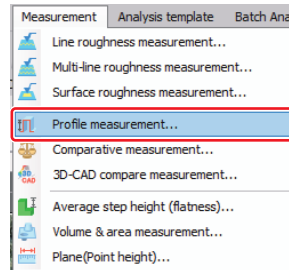 Measurement Analysis template Batch Ana
Line roughness measurement...
Multi-line roughness measurement...
Surface roughness measurement...
Profile measurement...
Comparative measurement...
3D-CAD compare measurement...
Average step height (flatness)...
Volume & area measurement...
Plane(Point height)...